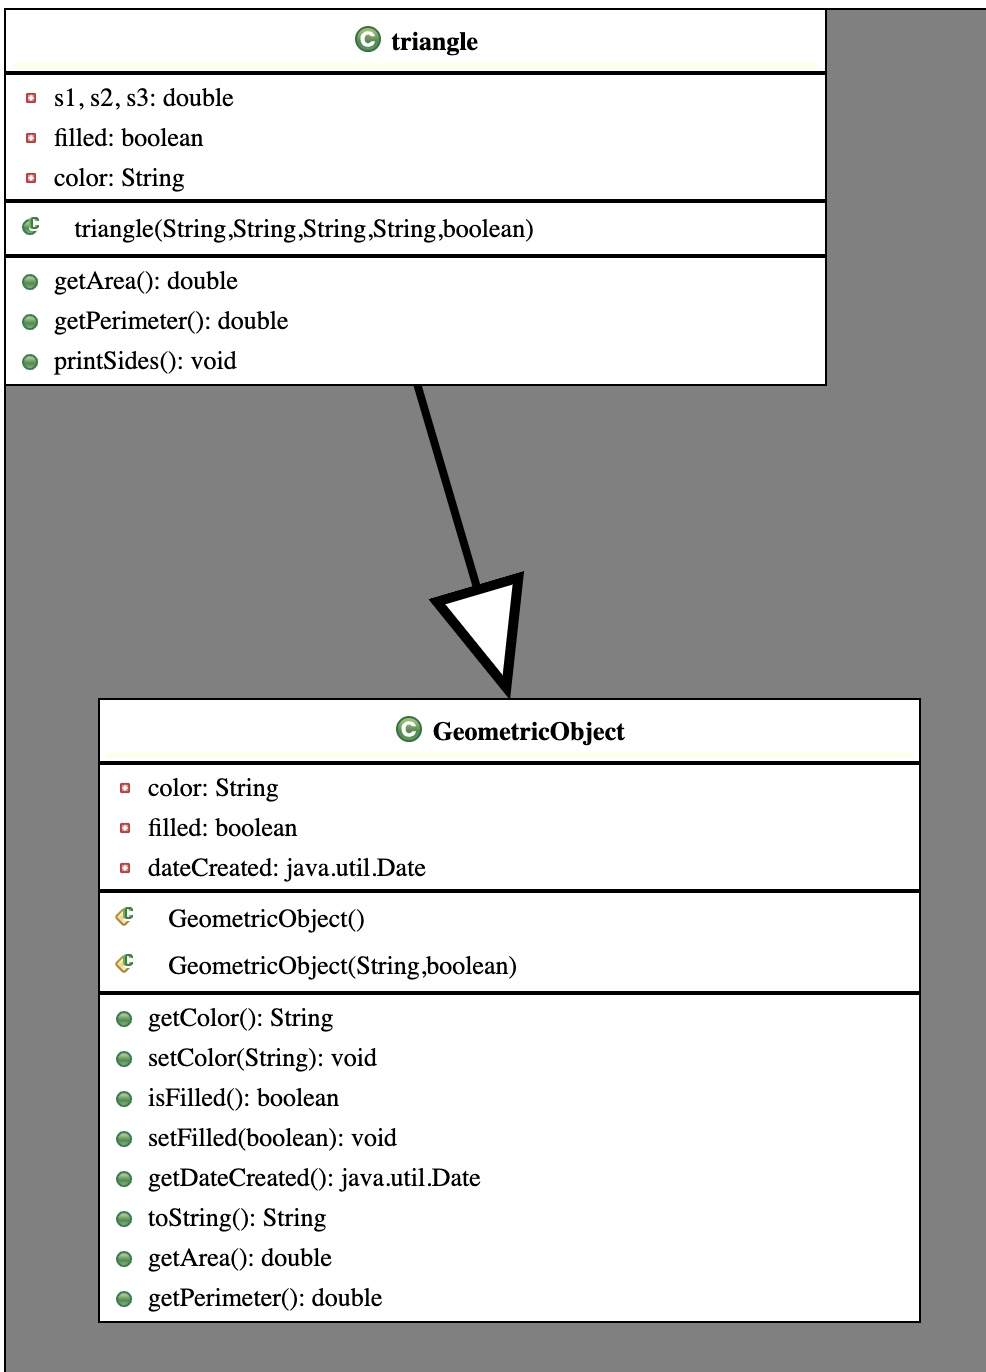 triangle
s1, s2, s3: double
filled: boolean
color: String
triangle(String,String,String,String,boolean)
getArea(): double
getPerimeter(): double
printSides(): void
GeometricObject
color: String
filled: boolean
dateCreated: java.util.Date
GeometricObject()
GeometricObject(String,boolean)
getColor(): String
setColor(String): void
isFilled(): boolean
setFilled(boolean): void
getDateCreated(): java.util.Date
toString(): String
getArea(): double
getPerimeter(): double